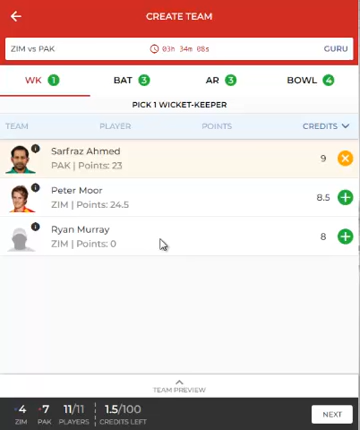 CREATE TEAM
ZIM vs PAK 03h 34m 08s GURU
WK 1 BAT 3 AR 3 BOWL 4
PICK 1 WICKET-KEEPER
TEAM PLAYER POINTS CREDITS
Sarfraz Ahmed
PAK | Points: 23 9
Peter Moor
ZIM | Points: 24.5 8.5
Ryan Murray
ZIM | Points: 0 8
TEAM PREVIEW
-4 -7 11/11 1.5/100
ZIM PAK PLAYERS CREDITS LEFT NEXT